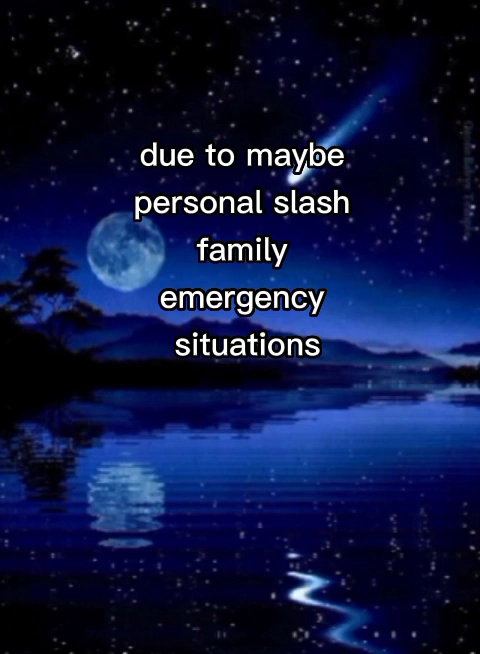 due to maybe
personal slash
family
emergency
situations